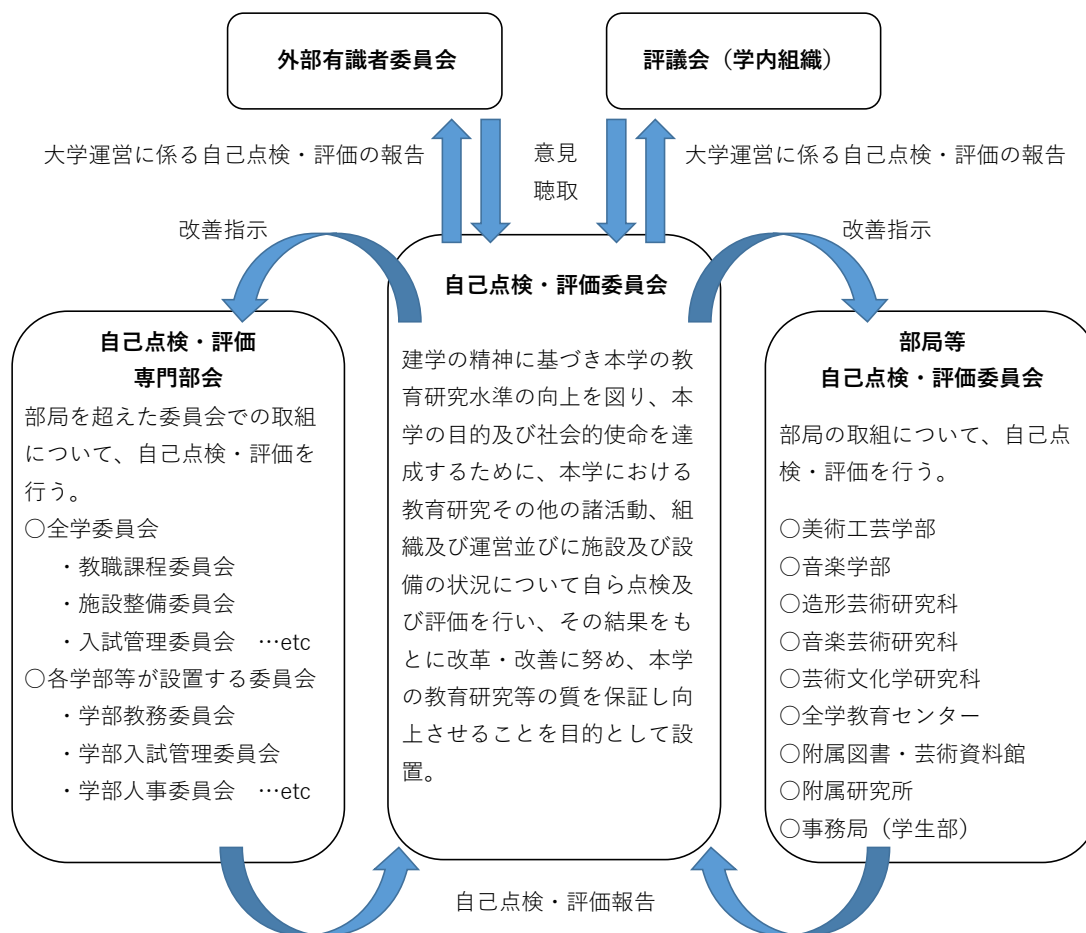 外部有識者委員会
評議会（学内組織）
大学運営に係る自己点検・評価の報告
意見
聴取
大学運営に係る自己点検・評価の報告
改善指示
改善指示
自己点検・評価
専門部会
部局を超えた委員会での取組
について、自己点検・評価を
行う。
○全学委員会
・教職課程委員会
・施設整備委員会
・入試管理委員会　…etc
○各学部等が設置する委員会
・学部教務委員会
・学部入試管理委員会
・学部人事委員会　…etc
自己点検・評価委員会
建学の精神に基づき本学の教
育研究水準の向上を図り、本
学の目的及び社会的使命を達
成するために、本学における
教育研究その他の諸活動、組
織及び運営並びに施設及び設
備の状況について自ら点検及
び評価を行い、その結果をも
とに改革・改善に努め、本学
の教育研究等の質を保証し向
上させることを目的として設
置。
部局等
自己点検・評価委員会
部局の取組について、自己点
検・評価を行う。
○美術工芸学部
○音楽学部
○造形芸術研究科
○音楽芸術研究科
○芸術文化学研究科
○全学教育センター
○附属図書・芸術資料館
○附属研究所
○事務局（学生部）
自己点検・評価報告